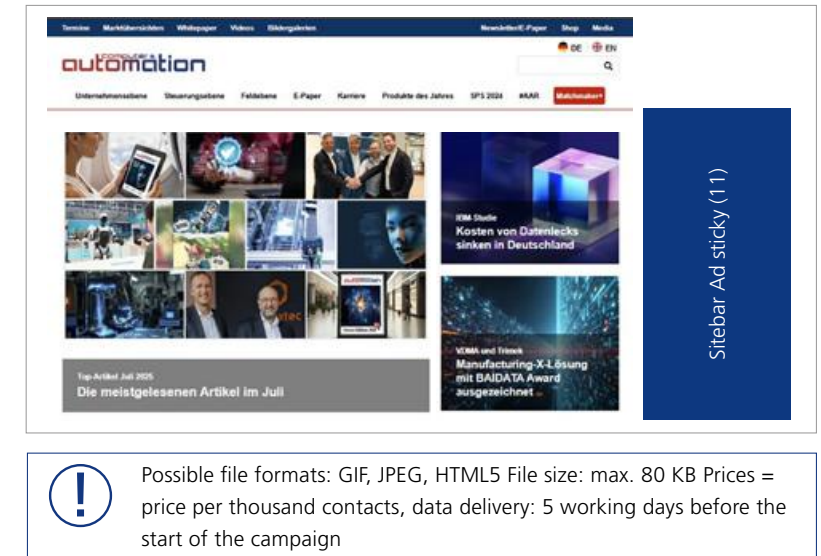 Termine Marktübersichten Whitepaper Videos Bildergalerien Newsletter/E-Paper Shop Media
DE EN
computer &
automation
Unternehmensebene Steuerungsebene Feldebene E-Paper Karriere Produkte des Jahres SPS 2024 #KAR Matchmaker+
IBM-Studie
Kosten von Datenlecks
sinken in Deutschland
VDMA und Trimek
Manufacturing-X-Lösung
mit BAIDATA Award
ausgezeichnet
Top-Artikel Juli 2025
Die meistgelesenen Artikel im Juli
Sitebar Ad sticky (11)
Possible file formats: GIF, JPEG, HTML5 File size: max. 80 KB Prices =
price per thousand contacts, data delivery: 5 working days before the
start of the campaign